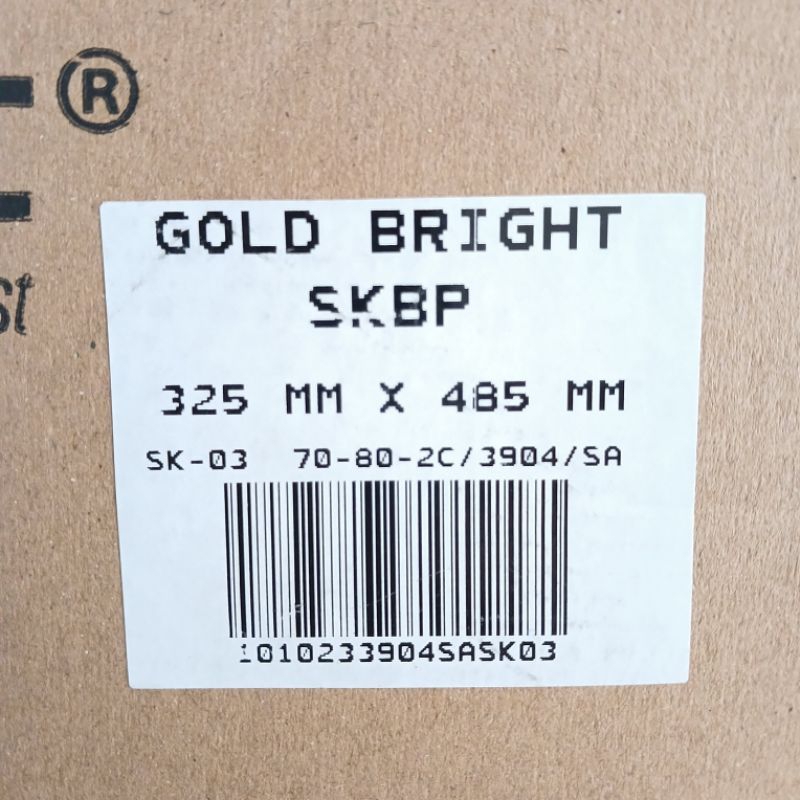 ®
GOLD BRIGHT
SKBP
325 MM X 485 MM
SK-03 70-80-2C/3904/SA
1010233904SASK03